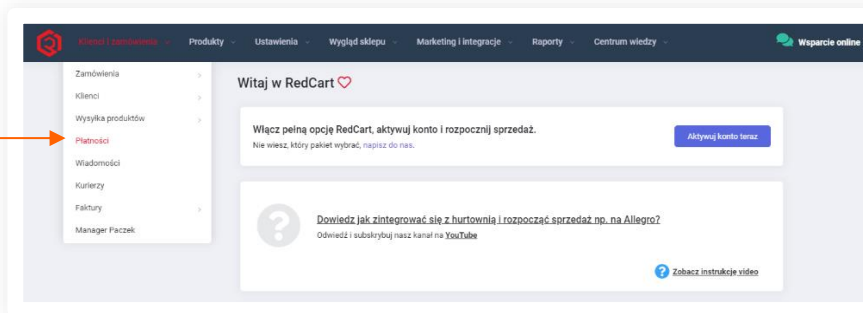 Klienci i zamówienia
Produkty
Ustawienia
Wygląd sklepu
Marketing i integracje
Raporty
Centrum wiedzy
Wsparcie online
Zamówienia
Klienci
Wysyłka produktów
Płatności
Wiadomości
Kurierzy
Faktury
Manager Paczek
Witaj w RedCart
Włącz pełną opcję RedCart, aktywuj konto i rozpocznij sprzedaż.
Nie wiesz, który pakiet wybrać, napisz do nas.
Aktywuj konto teraz
Dowiedz jak zintegrować się z hurtownią i rozpocząć sprzedaż np. na Allegro?
Odwiedź i subskrybuj nasz kanał na YouTube
Zobacz instrukcje video